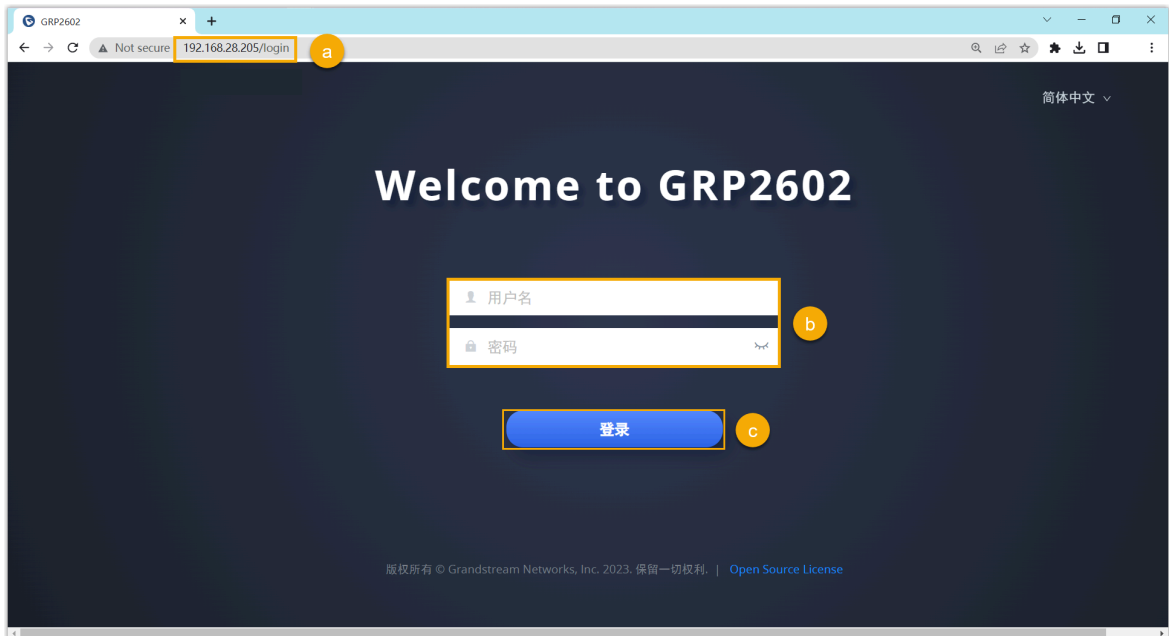 GRP2602
Not secure 192.168.28.205/login
a
简体中文
Welcome to GRP2602
用户名
b
密码
登录
c
版权所有 © Grandstream Networks, Inc. 2023. 保留一切权利. | Open Source License